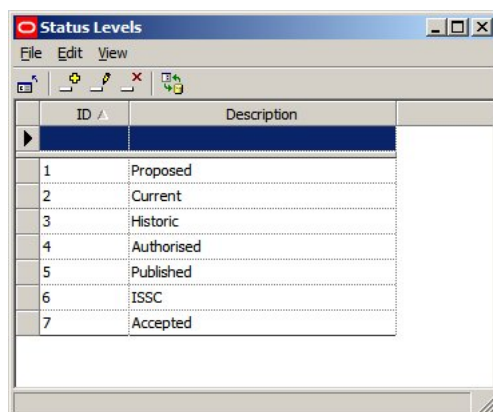 Status Levels
File Edit View
ID Description
1 Proposed
2 Current
3 Historic
4 Authorised
5 Published
6 ISSC
7 Accepted